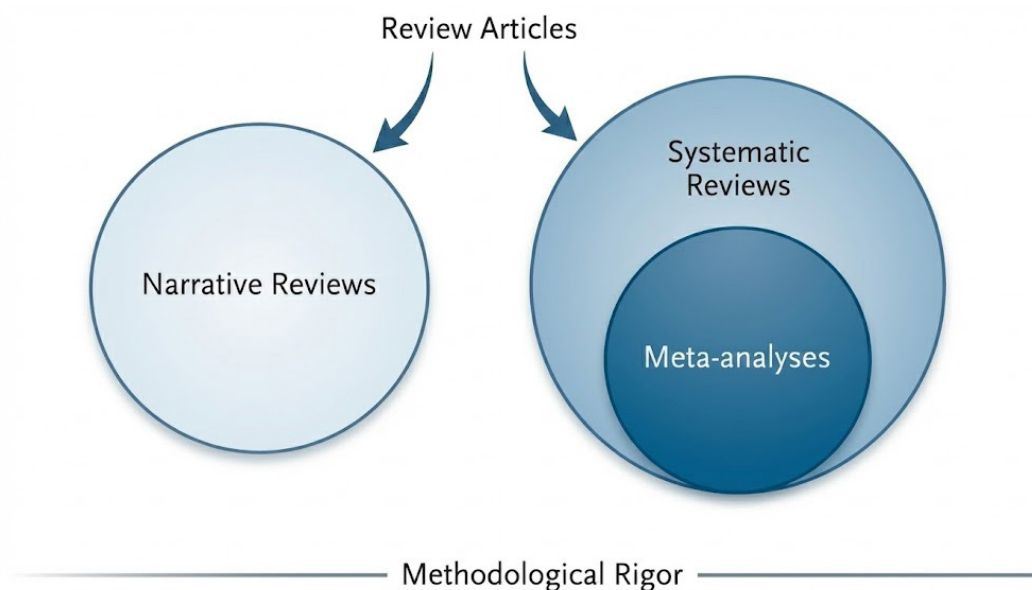 Review Articles
Systematic
Reviews
Narrative Reviews
Meta-analyses
Methodological Rigor